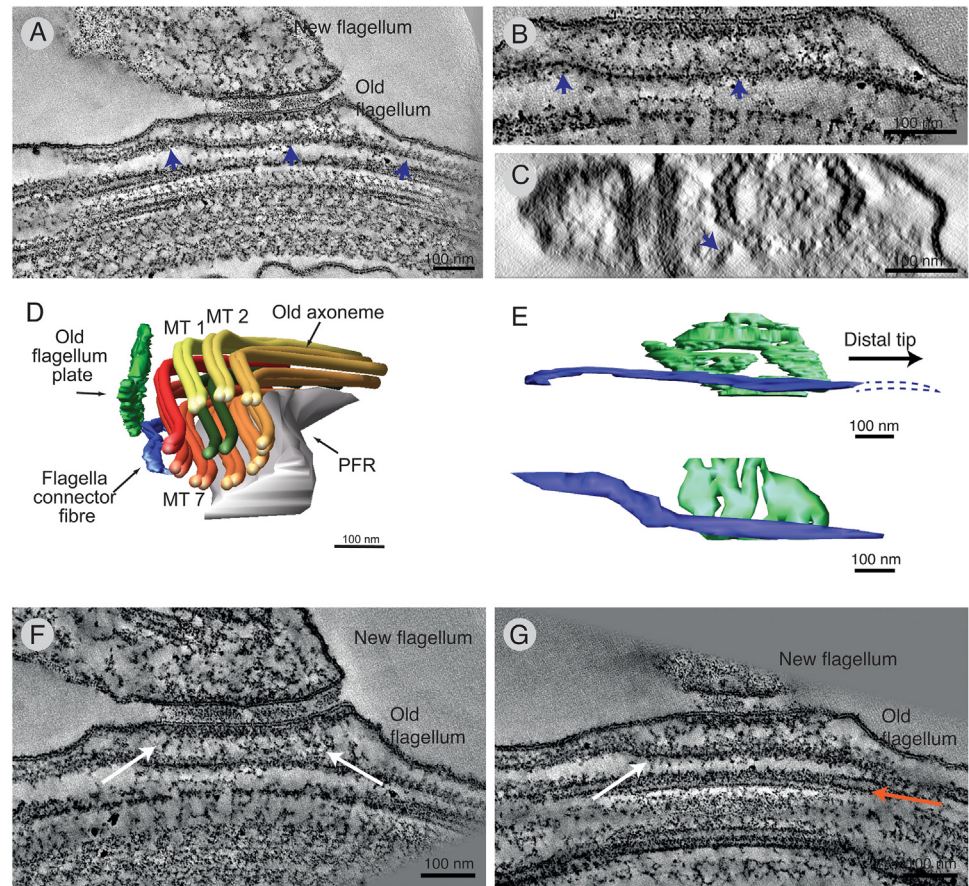 A
New flagellum
Old
flagellum
100 nm
B
100 nm
C
100 nm
D
MT 1
MT 2
Old axoneme
Old
flagellum
plate
Flagella
connector
fibre
MT 7
PFR
100 nm
E
Distal tip
100 nm
100 nm
F
New flagellum
Old
flagellum
100 nm
G
New flagellum
Old
flagellum
100 nm